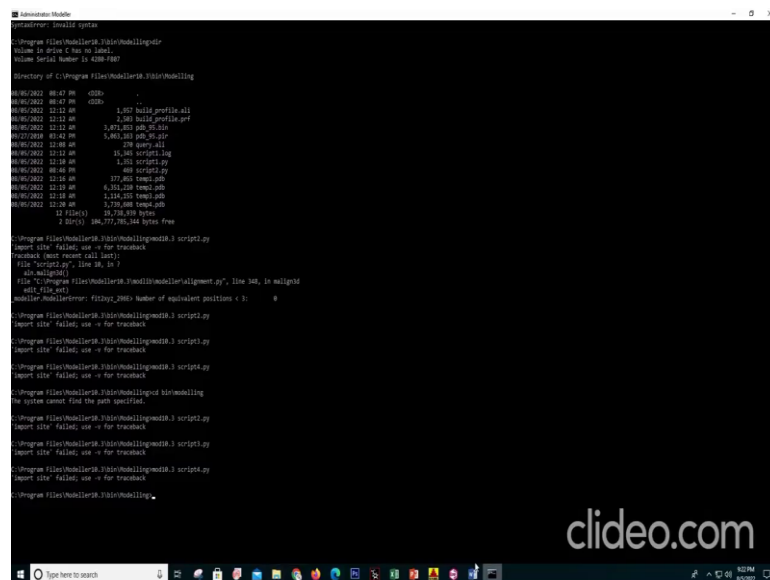 Administrator: Modeller
SyntaxError: invalid syntax
C:\Program Files\Modeller10.3\bin\Modelling>dir
Volume in drive C has no label.
Volume Serial Number is 4280-F807
Directory of C:\Program Files\Modeller10.3\bin\Modelling
08/05/2022 08:47 PM <DIR> .
08/05/2022 08:47 PM <DIR> ..
08/05/2022 12:12 AM 1,957 build_profile.ali
08/05/2022 12:12 AM 2,503 build_profile.prf
08/05/2022 12:12 AM 3,071,853 pdb_95.bin
09/27/2010 03:42 PM 5,063,163 pdb_95.pir
08/05/2022 12:08 AM 270 query.ali
08/05/2022 12:12 AM 15,345 script1.log
08/05/2022 12:10 AM 1,351 script1.py
08/05/2022 08:46 PM 469 script2.py
08/05/2022 12:16 AM 377,055 temp1.pdb
08/05/2022 12:19 AM 6,351,210 temp2.pdb
08/05/2022 12:18 AM 1,114,155 temp3.pdb
08/05/2022 12:20 AM 3,739,608 temp4.pdb
12 File(s) 19,738,939 bytes
2 Dir(s) 104,777,785,344 bytes free
C:\Program Files\Modeller10.3\bin\Modelling>mod10.3 script2.py
'import site' failed; use -v for traceback
Traceback (most recent call last):
File "script2.py", line 10, in ?
aln.malign3d()
File "C:\Program Files\Modeller10.3\modlib\modeller\alignment.py", line 348, in malign3d
edit_file_ext)
_modeller.ModellerError: fit2xyz_296E> Number of equivalent positions < 3: 0
C:\Program Files\Modeller10.3\bin\Modelling>mod10.3 script2.py
'import site' failed; use -v for traceback
C:\Program Files\Modeller10.3\bin\Modelling>mod10.3 script3.py
'import site' failed; use -v for traceback
C:\Program Files\Modeller10.3\bin\Modelling>mod10.3 script4.py
'import site' failed; use -v for traceback
C:\Program Files\Modeller10.3\bin\Modelling>cd bin\modelling
The system cannot find the path specified.
C:\Program Files\Modeller10.3\bin\Modelling>mod10.3 script2.py
'import site' failed; use -v for traceback
C:\Program Files\Modeller10.3\bin\Modelling>mod10.3 script3.py
'import site' failed; use -v for traceback
C:\Program Files\Modeller10.3\bin\Modelling>mod10.3 script4.py
'import site' failed; use -v for traceback
C:\Program Files\Modeller10.3\bin\Modelling>
clideo.com
Type here to search
9:22 PM
8/5/2022